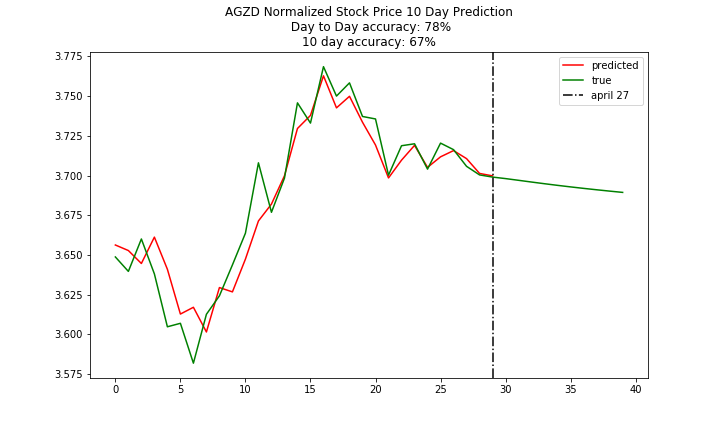 AGZD Normalized Stock Price 10 Day Prediction
Day to Day accuracy: 78%
10 day accuracy: 67%
3.775
3.750
3.725
3.700
3.675
3.650
3.625
3.600
3.575
predicted
true
april 27
0 5 10 15 20 25 30 35 40